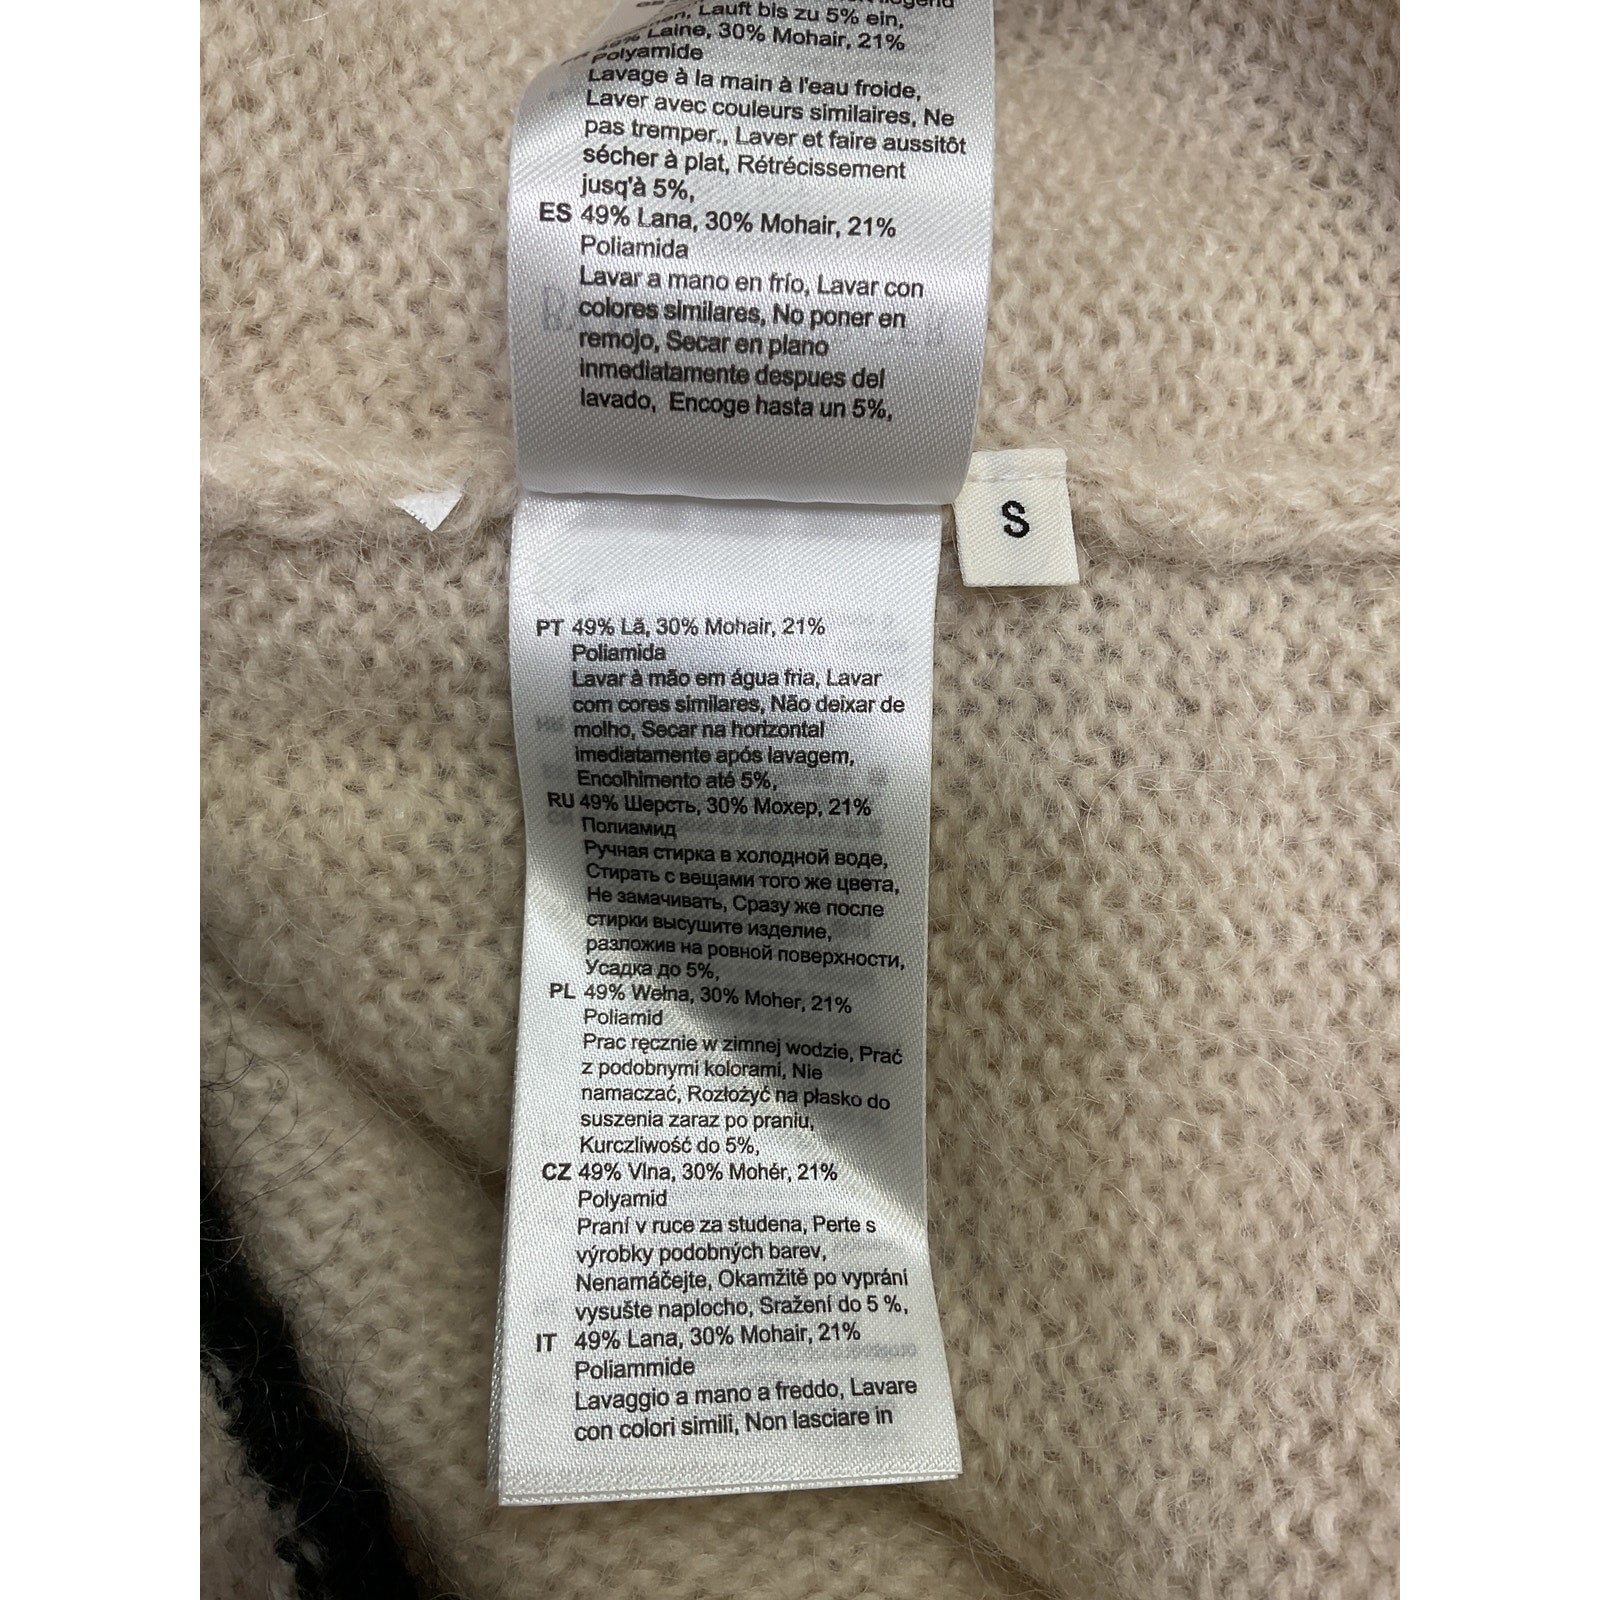 Lauft bis zu 5% ein,
Laine, 30% Mohair, 21%
Polyamide
Lavage à la main à l'eau froide,
Laver avec couleurs similaires, Ne
pas tremper., Laver et faire aussitôt
sécher à plat, Rétrécissement
jusq'à 5%,
ES 49% Lana, 30% Mohair, 21%
Poliamida
Lavar a mano en frío, Lavar con
colores similares, No poner en
remojo, Secar en plano
inmediatamente despues del
lavado, Encoge hasta un 5%,
S
PT 49% Lã, 30% Mohair, 21%
Poliamida
Lavar à mão em água fria, Lavar
com cores similares, Não deixar de
molho, Secar na horizontal
imediatamente após lavagem,
Encolhimento até 5%,
RU 49% Шерсть, 30% Мохер, 21%
Полиамид
Ручная стирка в холодной воде,
Стирать с вещами того же цвета,
Не замачивать, Сразу же после
стирки высушите изделие,
разложив на ровной поверхности,
Усадка до 5%,
PL 49% Wełna, 30% Moher, 21%
Poliamid
Prac ręcznie w zimnej wodzie, Prać
z podobnymi kolorami, Nie
namaczać, Rozłożyć na płasko do
suszenia zaraz po praniu,
Kurczliwość do 5%,
CZ 49% Vlna, 30% Mohér, 21%
Polyamid
Praní v ruce za studena, Perte s
výrobky podobných barev,
Nenamáčejte, Okamžitě po vyprání
vysušte naplocho, Sražení do 5 %,
IT 49% Lana, 30% Mohair, 21%
Poliammide
Lavaggio a mano a freddo, Lavare
con colori simili, Non lasciare in